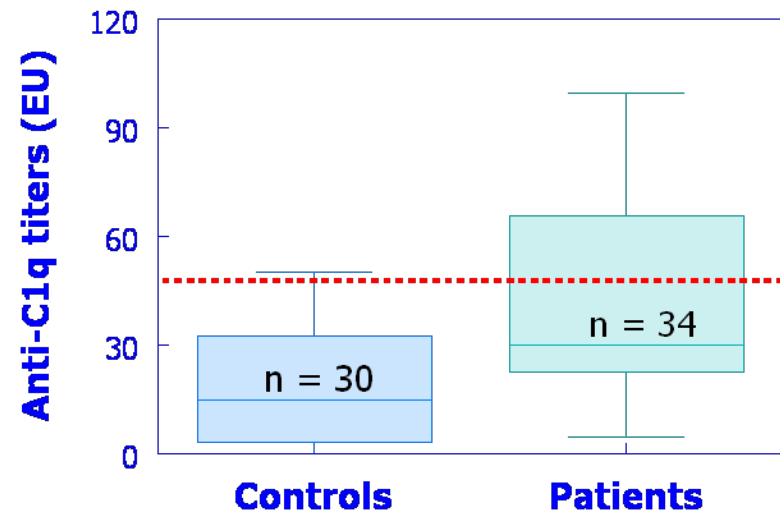 Anti-C1q titers (EU)
120
90
60
30
0
n = 30
n = 34
Controls
Patients